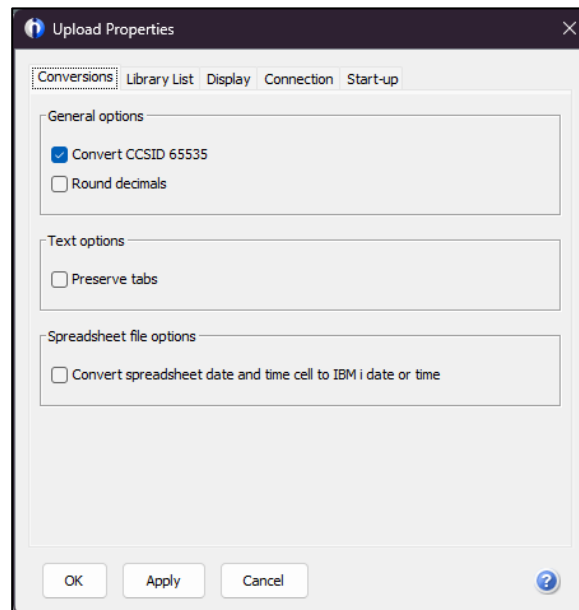 Upload Properties
Conversions Library List Display Connection Start-up
General options
Convert CCSID 65535
Round decimals
Text options
Preserve tabs
Spreadsheet file options
Convert spreadsheet date and time cell to IBM i date or time
OK Apply Cancel ?